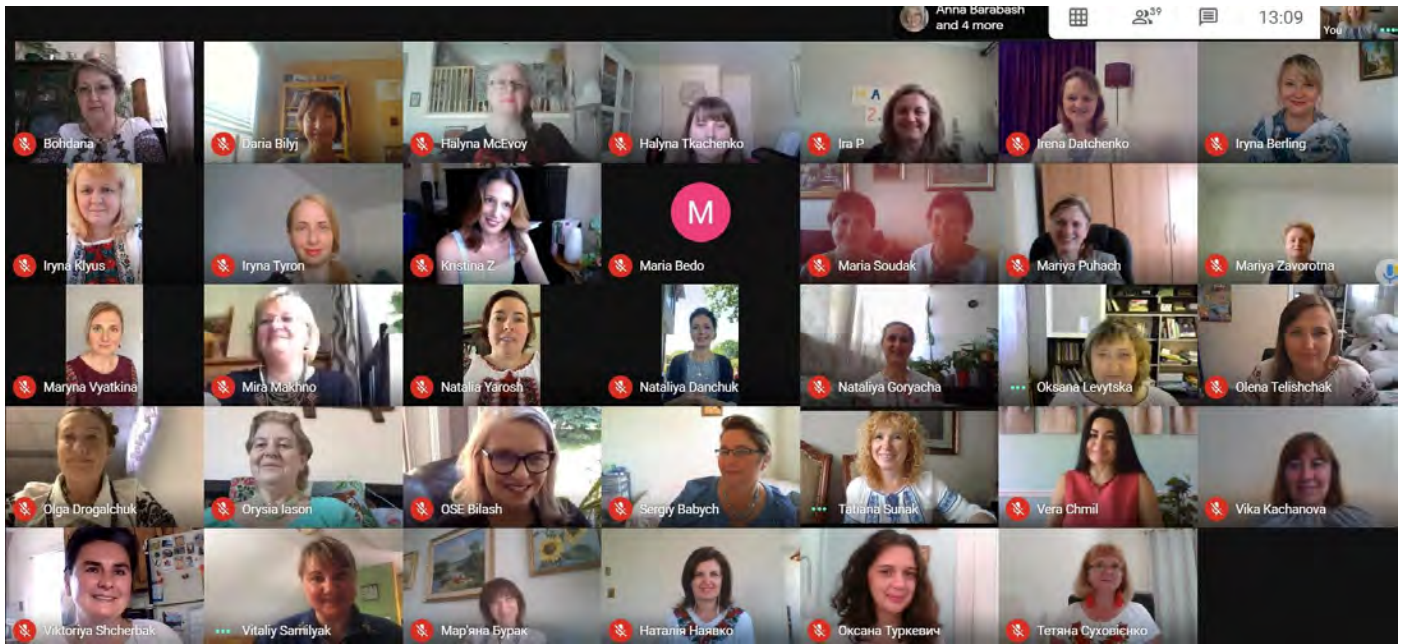 Anna Barabash
and 4 more
39
13:09
You
Bohdana
Daria Bilyj
Halyna McEvoy
Halyna Tkachenko
A
2.
Ira P
Irena Datchenko
Iryna Berling
Iryna Klyus
Iryna Tyron
Kristina Z
M
Maria Bedo
Maria Soudak
Mariya Puhach
Mariya Zavorotna
Maryna Vyatkina
Mira Makhno
Natalia Yarosh
Nataliya Danchuk
Nataliya Goryacha
Oksana Levytska
Olena Telishchak
Olga Drogalchuk
Orysia Iason
OSE Bilash
Sergiy Babych
Tatiana Sunak
Vera Chmil
Vika Kachanova
Viktoriya Shcherbak
Vitaliy Samilyak
Мар'яна Бурак
Наталія Наявко
Оксана Туркевич
Тетяна Суховієнко